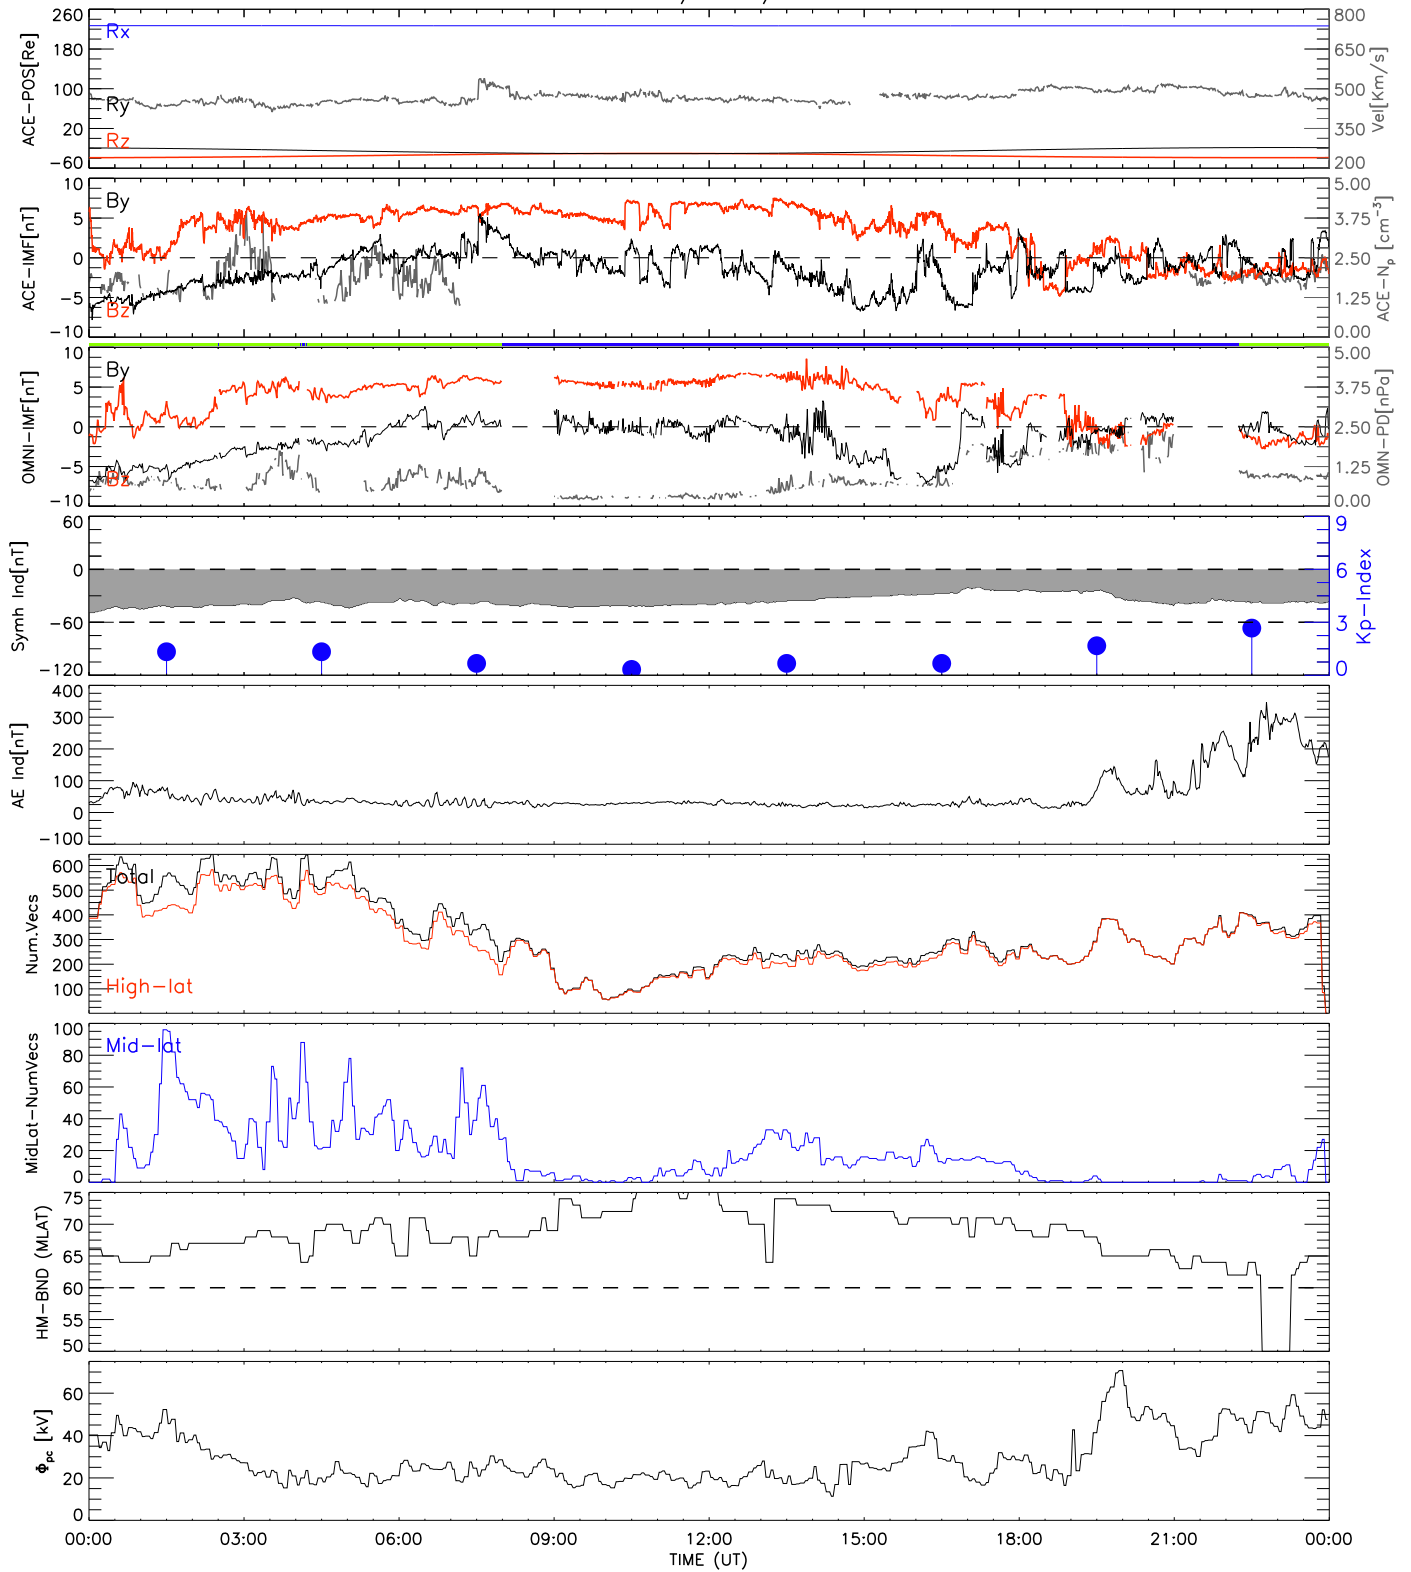 260
180
100
20
−60
ACE−POS[Re]
Rx
Ry
Rz
800
650
500
350
200
Vel[Km/s]
10
5
0
−5
−10
ACE−IMF[nT]
By
Bz
5.00
3.75
2.50
1.25
0.00
ACE−Np [cm−3]
10
5
0
−5
−10
OMNI−IMF[nT]
By
Bz
5.00
3.75
2.50
1.25
0.00
OMN−PD[nPa]
60
0
−60
−120
Symh Ind[nT]
9
6
3
0
Kp−Index
400
300
200
100
0
−100
AE Ind[nT]
600
500
400
300
200
100
Num.Vecs
Total
High−lat
100
80
60
40
20
0
MidLat−NumVecs
Mid−lat
75
70
65
60
55
50
HM−BND (MLAT)
60
40
20
0
Φpc [kV]
00:00 03:00 06:00 09:00 12:00 15:00 18:00 21:00 00:00
TIME (UT)